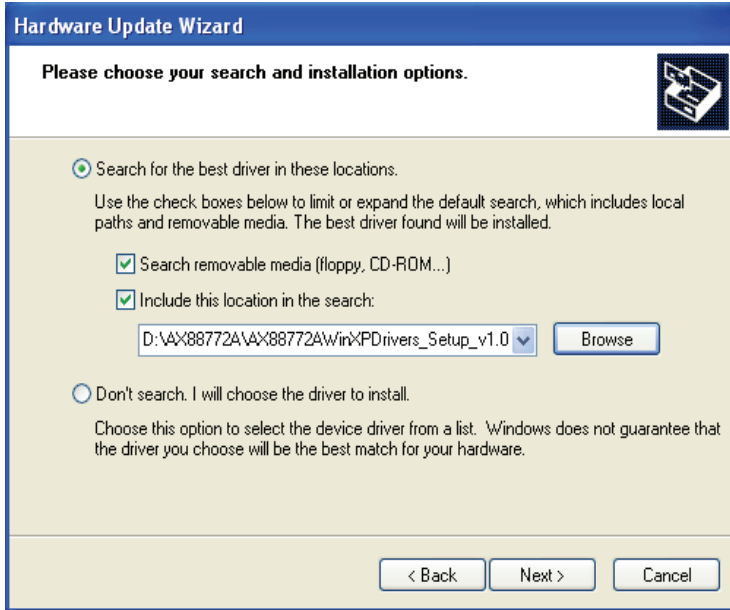 Hardware Update Wizard
Please choose your search and installation options.
Search for the best driver in these locations.
Use the check boxes below to limit or expand the default search, which includes local
paths and removable media. The best driver found will be installed.
Search removable media (floppy, CD-ROM...)
Include this location in the search:
D:\AX88772A\AX88772AWinXPDrivers_Setup_v1.0
Browse
Don't search. I will choose the driver to install.
Choose this option to select the device driver from a list. Windows does not guarantee that
the driver you choose will be the best match for your hardware.
< Back Next > Cancel